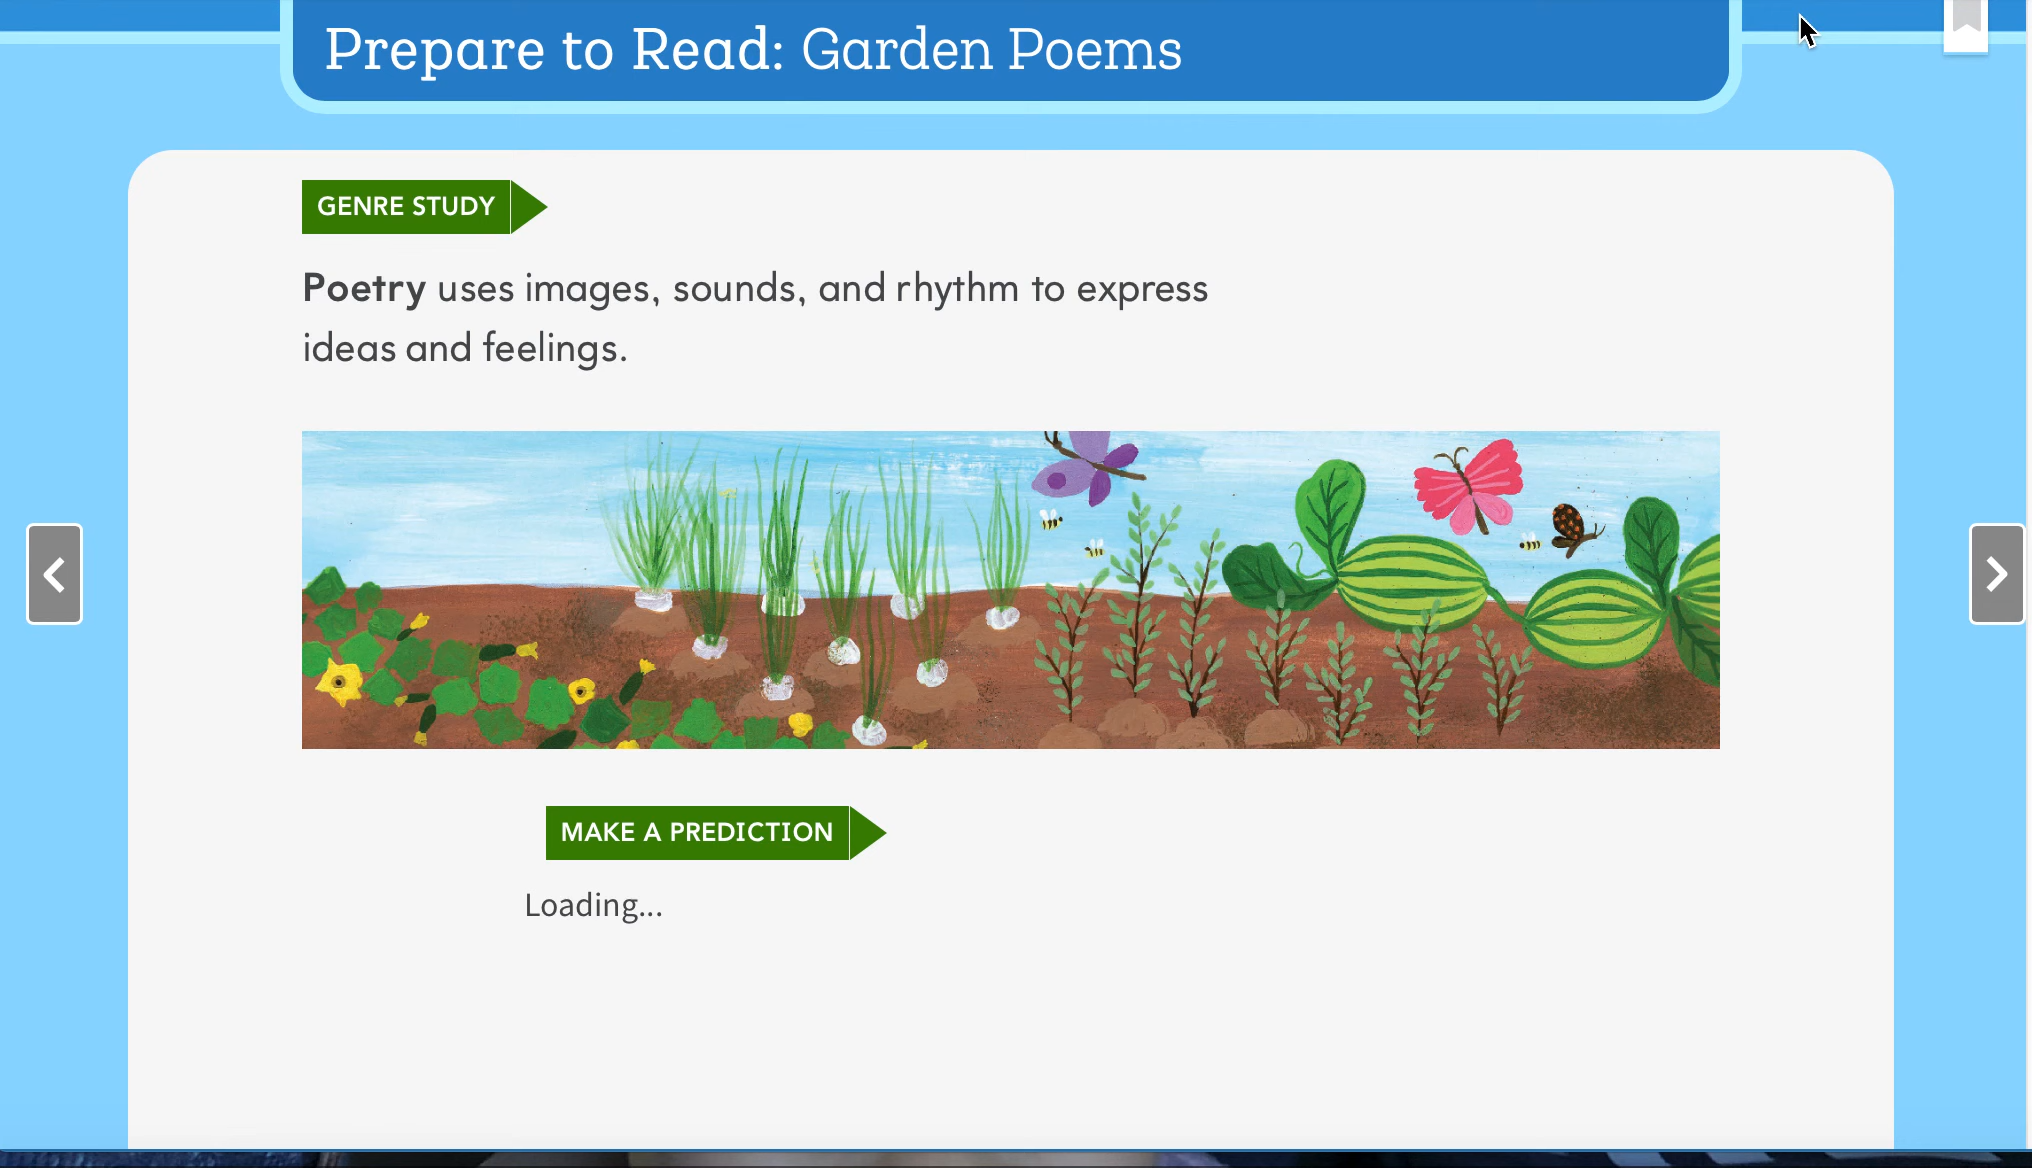 Prepare to Read: Garden Poems
GENRE STUDY
Poetry uses images, sounds, and rhythm to express
ideas and feelings.
MAKE A PREDICTION
Loading...